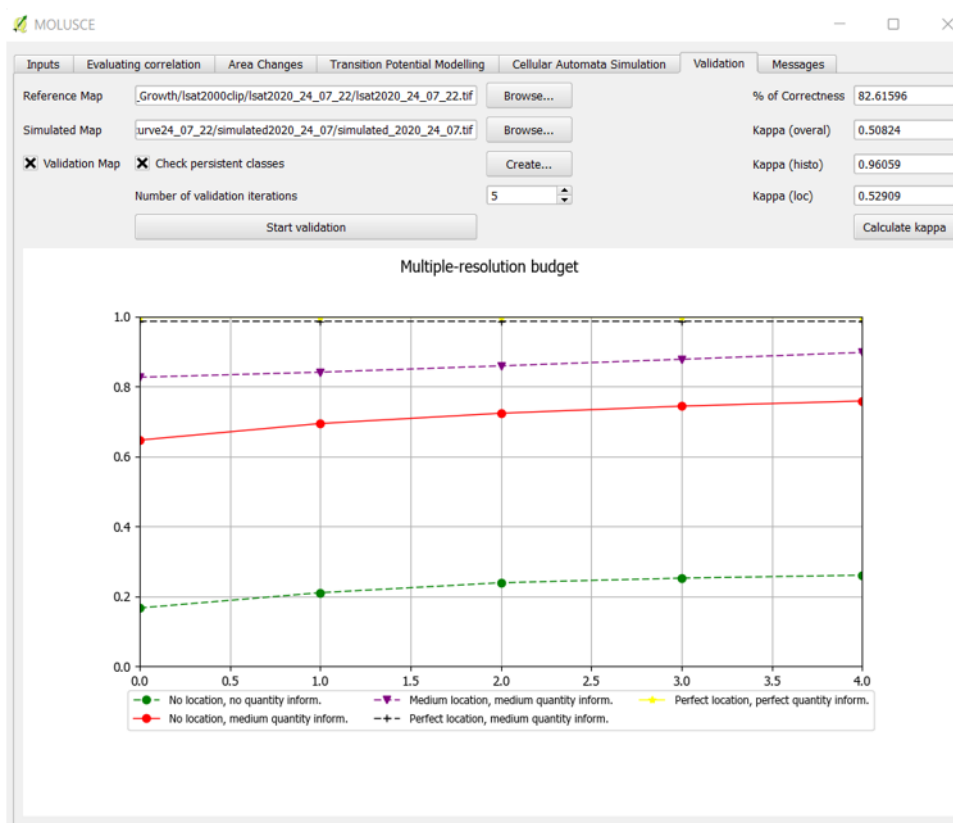 MOLUSCE
Inputs Evaluating correlation Area Changes Transition Potential Modelling Cellular Automata Simulation Validation Messages
Reference Map _Growth/lsat2000clip/lsat2020_24_07_22/lsat2020_24_07_22.tif Browse... % of Correctness 82.61596
Simulated Map :urve24_07_22/simulated2020_24_07/simulated_2020_24_07.tif Browse... Kappa (overal) 0.50824
Validation Map Check persistent classes Create... Kappa (histo) 0.96059
Number of validation iterations 5 Kappa (loc) 0.52909
Start validation Calculate kappa
Multiple-resolution budget
1.0
0.8
0.6
0.4
0.2
0.0
0.0 0.5 1.0 1.5 2.0 2.5 3.0 3.5 4.0
No location, no quantity inform. Medium location, medium quantity inform. Perfect location, perfect quantity inform.
No location, medium quantity inform. Perfect location, medium quantity inform.